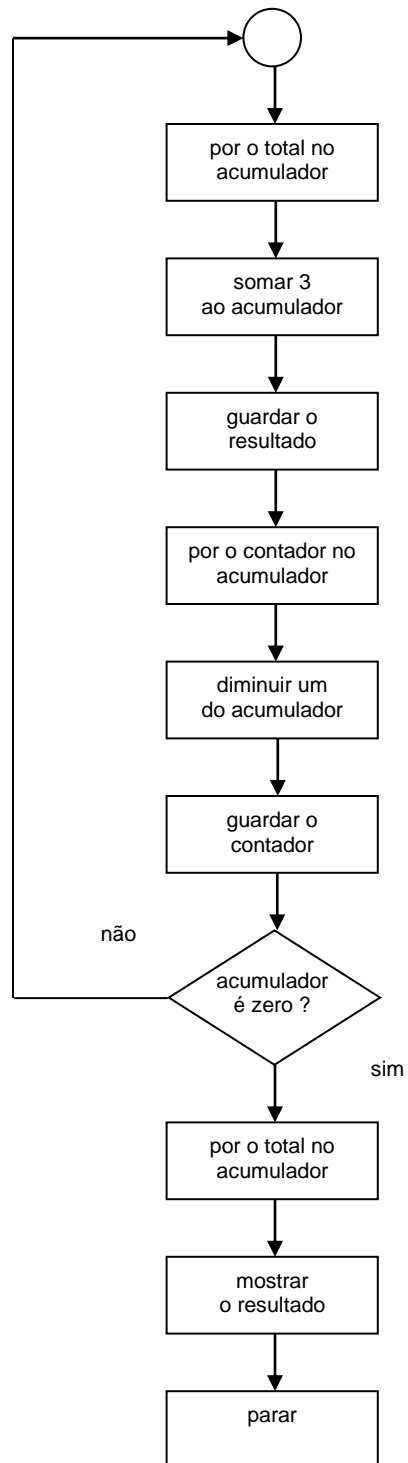 por o total no
acumulador
somar 3
ao acumulador
guardar o
resultado
por o contador no
acumulador
diminuir um
do acumulador
guardar o
contador
não
acumulador
é zero ?
sim
por o total no
acumulador
mostrar
o resultado
parar